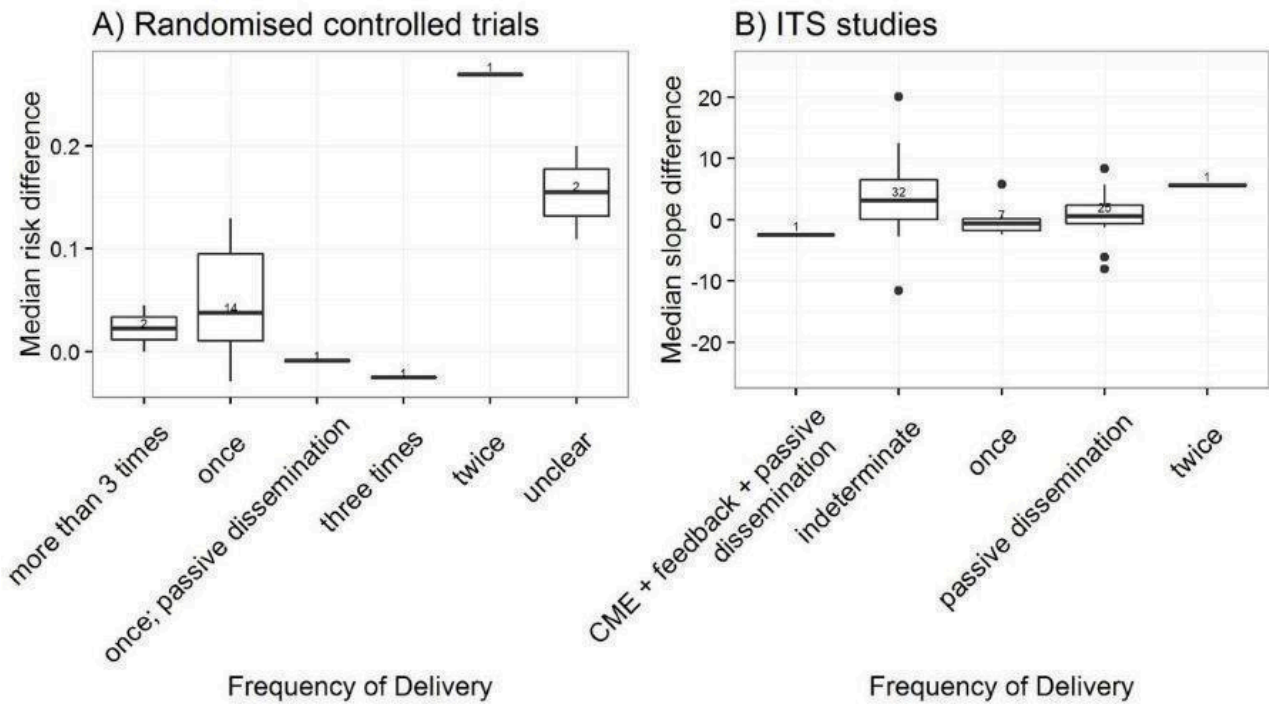 A) Randomised controlled trials
Median risk difference
0.2
0.1
0.0
2
14
1
1
1
2
more than 3 times
once
once; passive dissemination
three times
twice
unclear
Frequency of Delivery
B) ITS studies
Median slope difference
20
10
0
-10
-20
1
32
7
25
1
CME + feedback + passive
dissemination
indeterminate
once
passive dissemination
twice
Frequency of Delivery